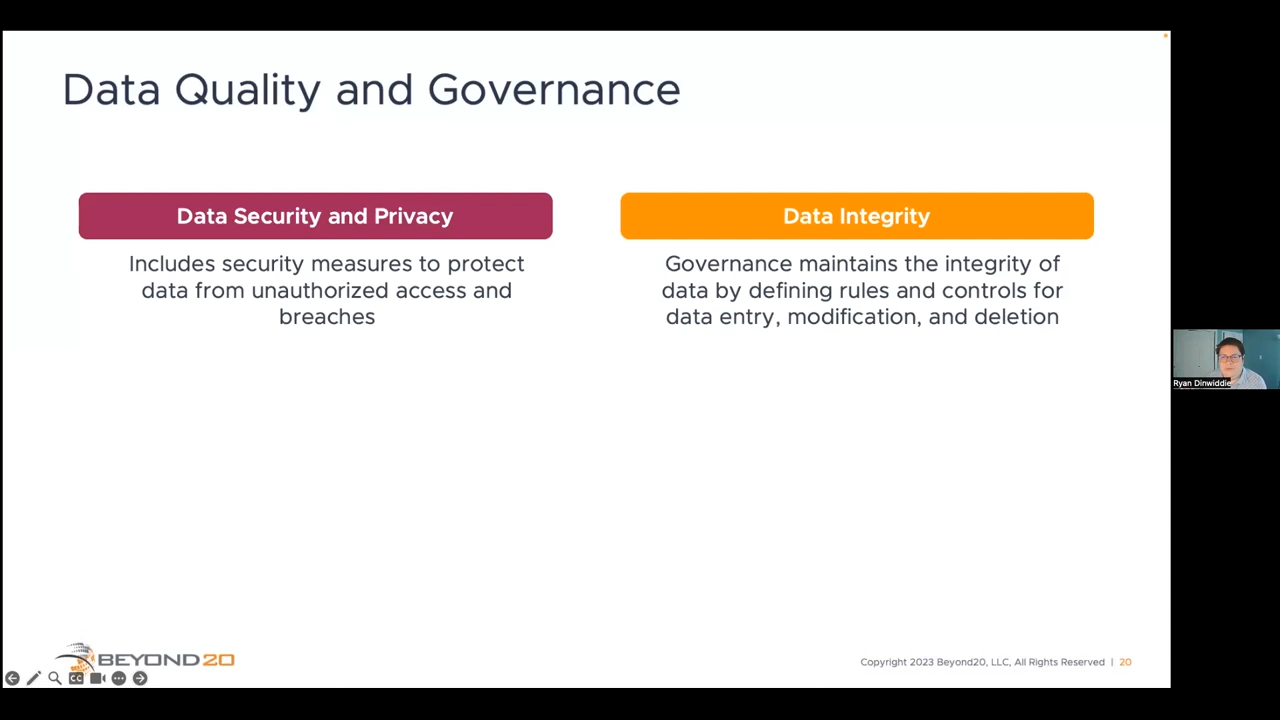 Data Quality and Governance
Data Security and Privacy
Includes security measures to protect
data from unauthorized access and
breaches
Data Integrity
Governance maintains the integrity of
data by defining rules and controls for
data entry, modification, and deletion
Ryan Dinwiddie
BEYOND20
Copyright 2023 Beyond20, LLC, All Rights Reserved | 20
CC